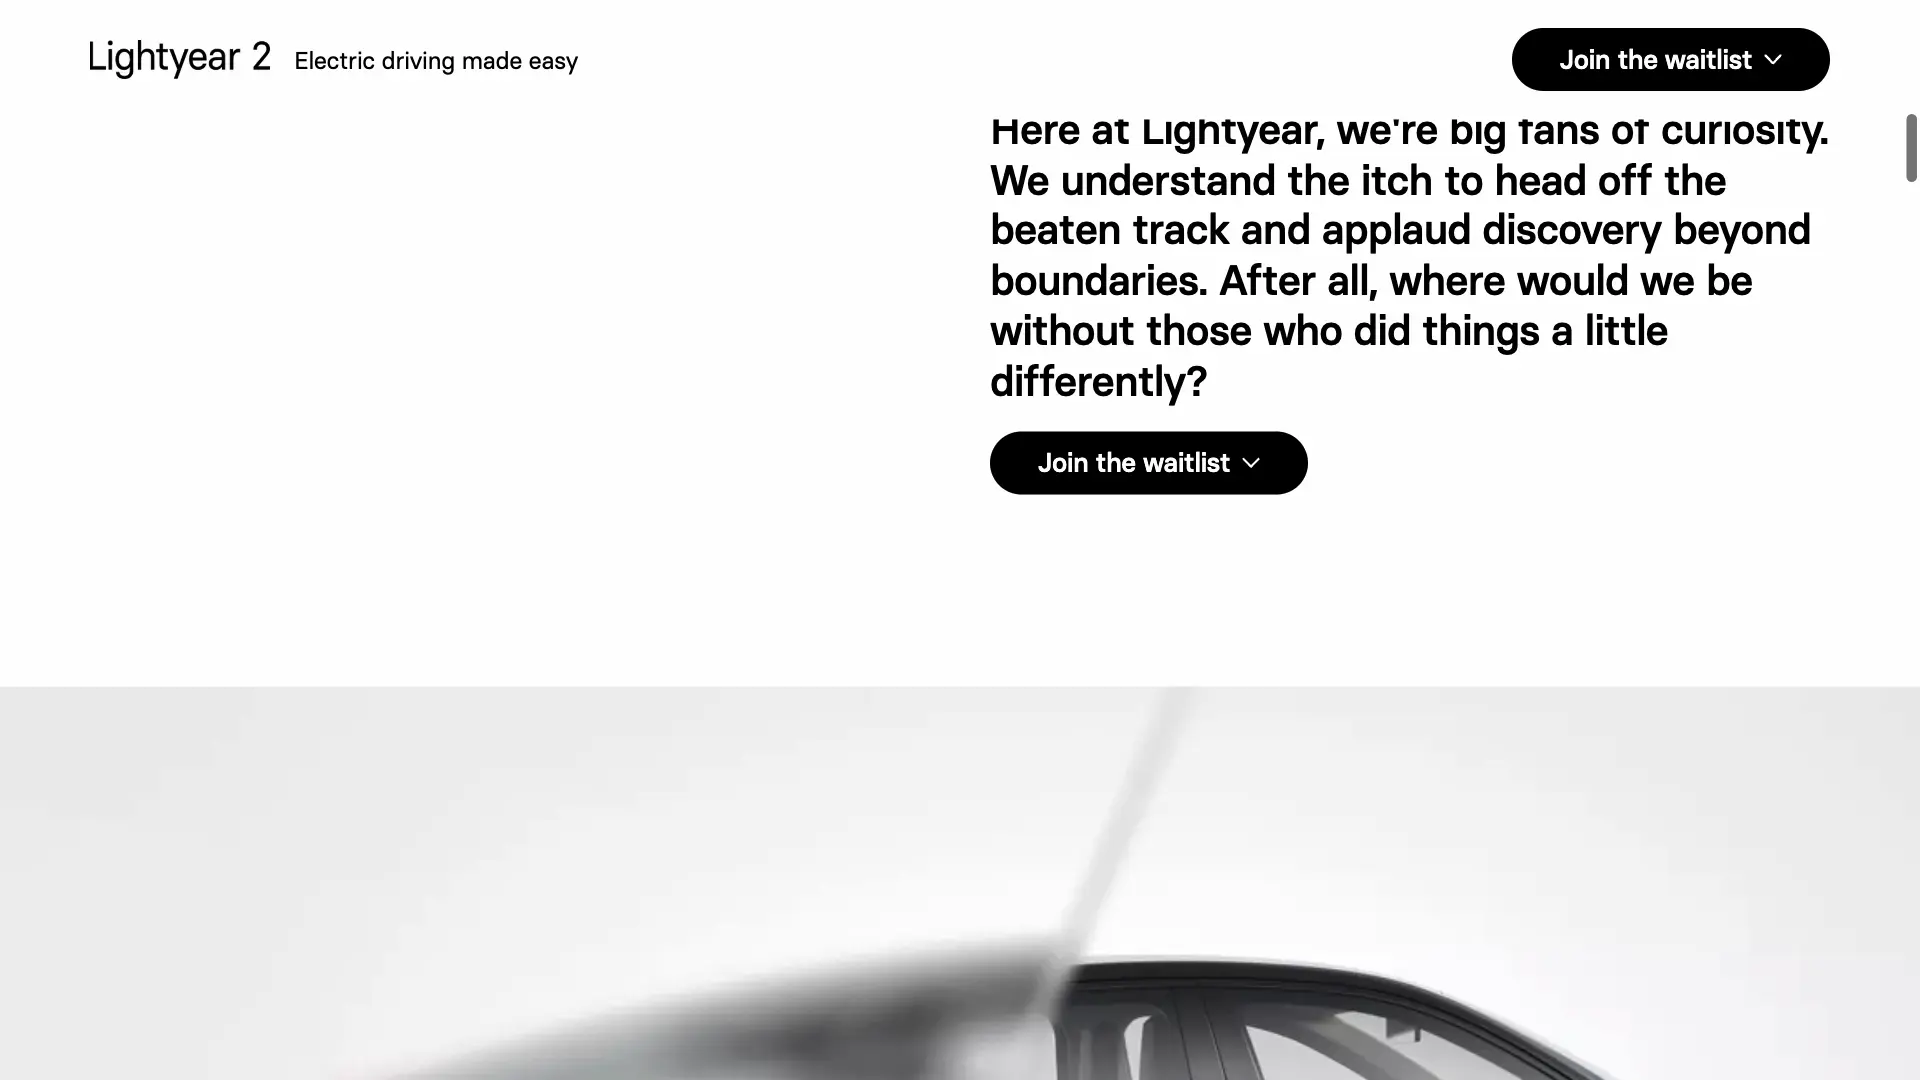 Lightyear 2 Electric driving made easy
Join the waitlist
Here at Lightyear, we're big fans of curiosity.
We understand the itch to head off the
beaten track and applaud discovery beyond
boundaries. After all, where would we be
without those who did things a little
differently?
Join the waitlist